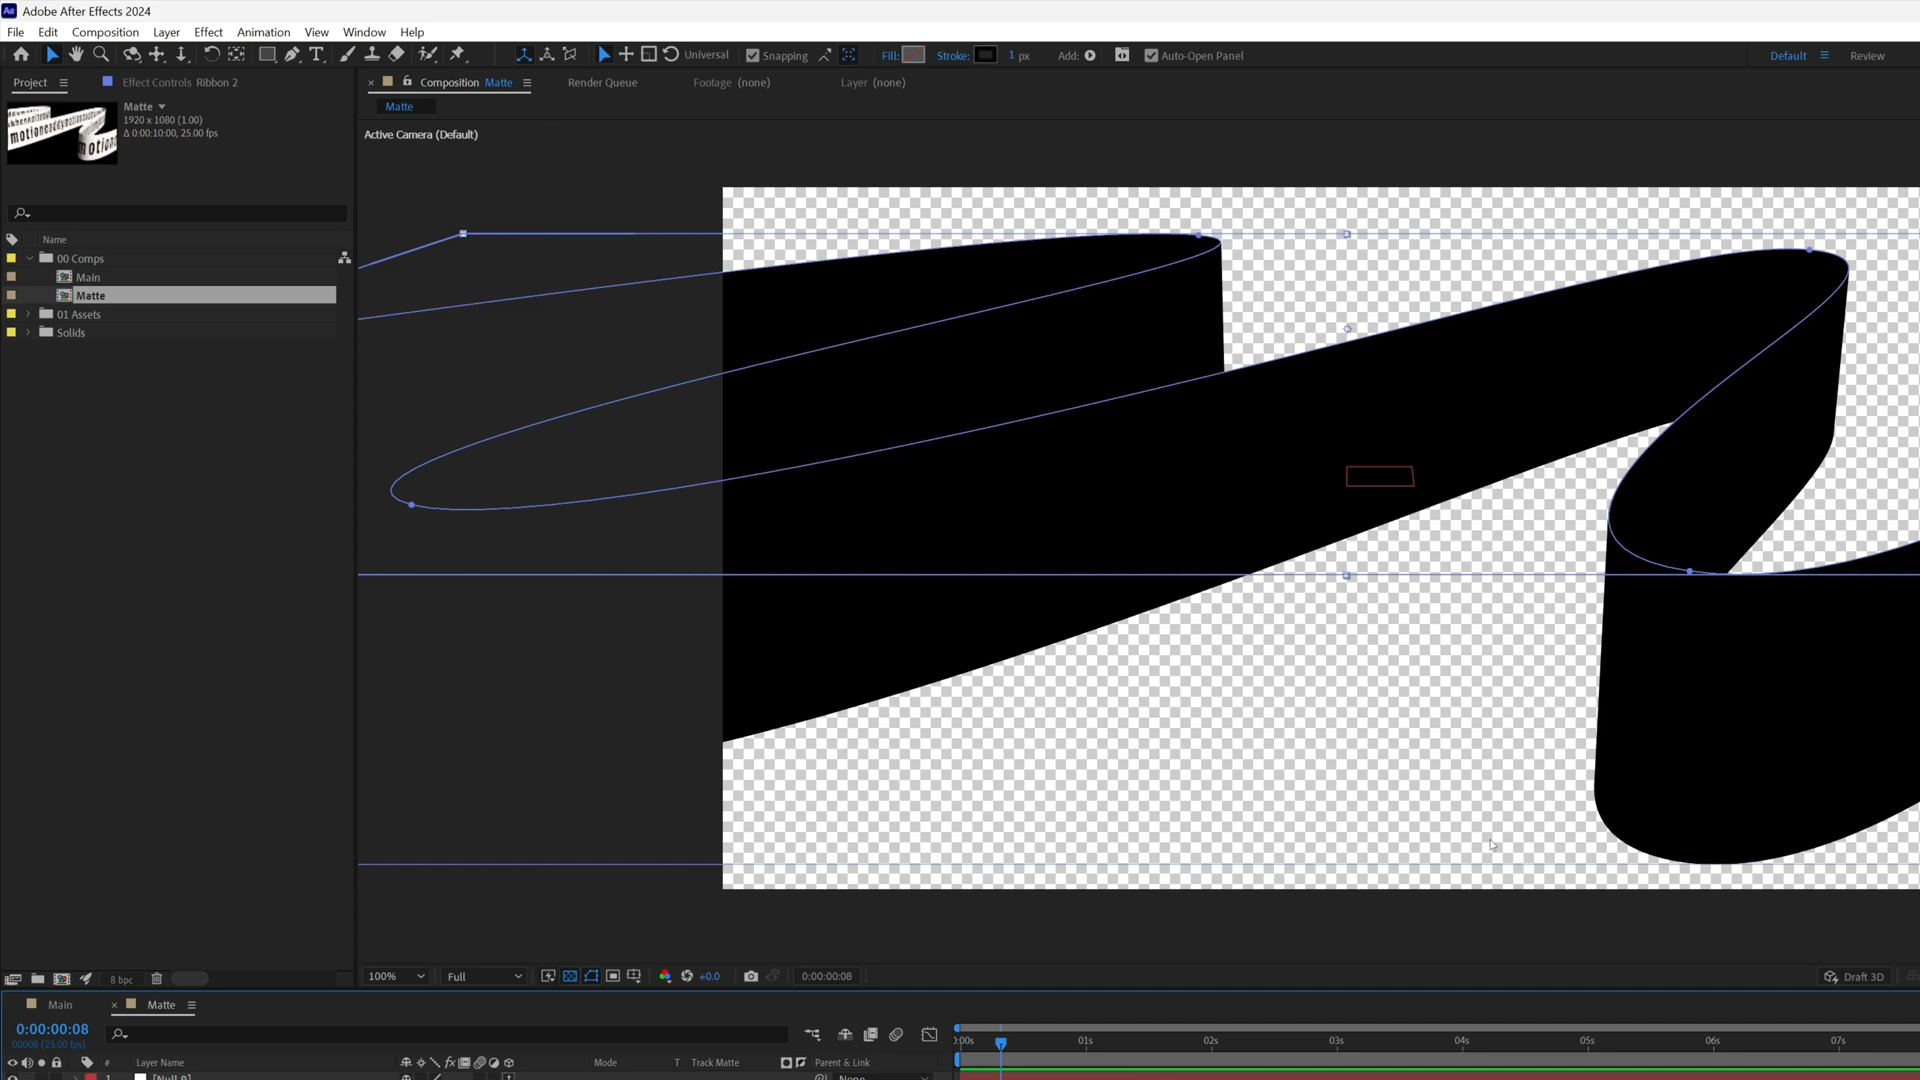 Adobe After Effects 2024
File Edit Composition Layer Effect Animation View Window Help
Universal Snapping Fill: Stroke: 1 px Add: Auto-Open Panel Default Review
Project Effect Controls Ribbon 2 Composition Matte Render Queue Footage (none) Layer (none)
Matte
1920 x 1080 (1.00)
Δ 0:00:10:00, 25.00 fps
Matte
Active Camera (Default)
Name
00 Comps
Main
Matte
01 Assets
Solids
8 bpc 100% Full +0.0 0:00:00:08 Draft 3D
Main Matte
0:00:00:08
00008 (25.00 fps)
01s 02s 03s 04s 05s 06s 07s
# Layer Name Mode T Track Matte Parent & Link
1 [Null 9] None